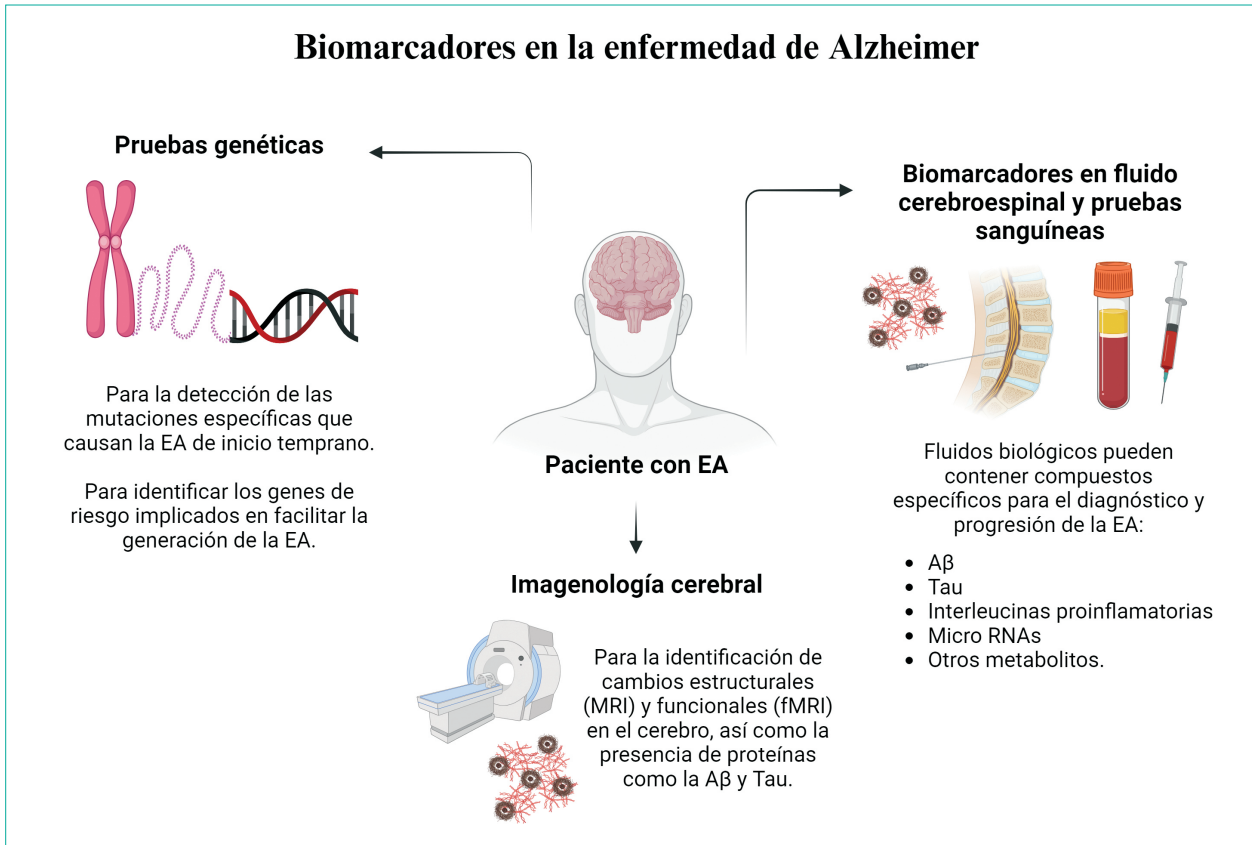 Biomarcadores en la enfermedad de Alzheimer
Pruebas genéticas
Para la detección de las
mutaciones específicas que
causan la EA de inicio temprano.
Para identificar los genes de
riesgo implicados en facilitar la
generación de la EA.
Paciente con EA
Imagenología cerebral
Para la identificación de
cambios estructurales
(MRI) y funcionales (fMRI)
en el cerebro, así como la
presencia de proteínas
como la Aβ y Tau.
Biomarcadores en fluido
cerebroespinal y pruebas
sanguíneas
Fluidos biológicos pueden
contener compuestos
específicos para el diagnóstico y
progresión de la EA:
• Aβ
• Tau
• Interleucinas proinflamatorias
• Micro RNAs
• Otros metabolitos.